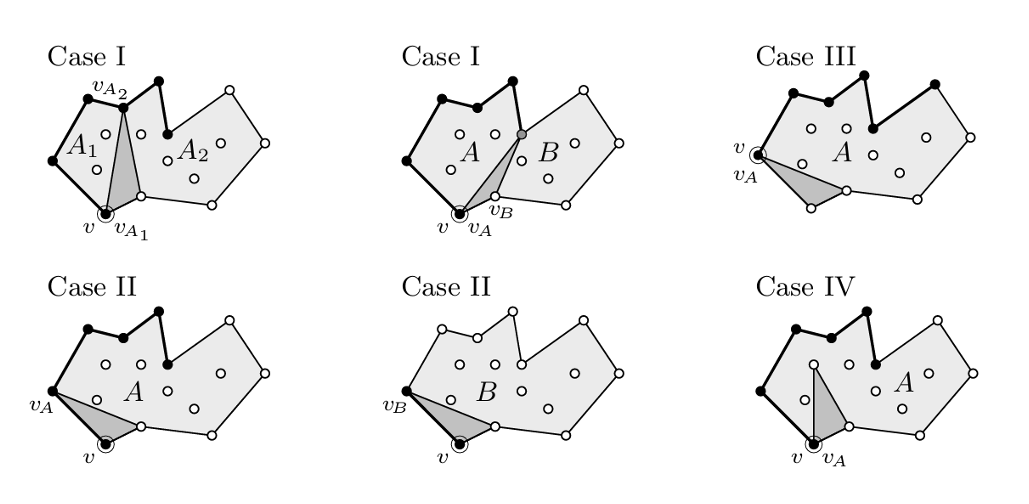 Case I
v_{A_2}
A_1
A_2
v
v_{A_1}
Case I
A
B
v_B
v
v_A
Case III
v
v_A
A
Case II
v_A
A
v
Case II
v_B
B
v
Case IV
A
v
v_A